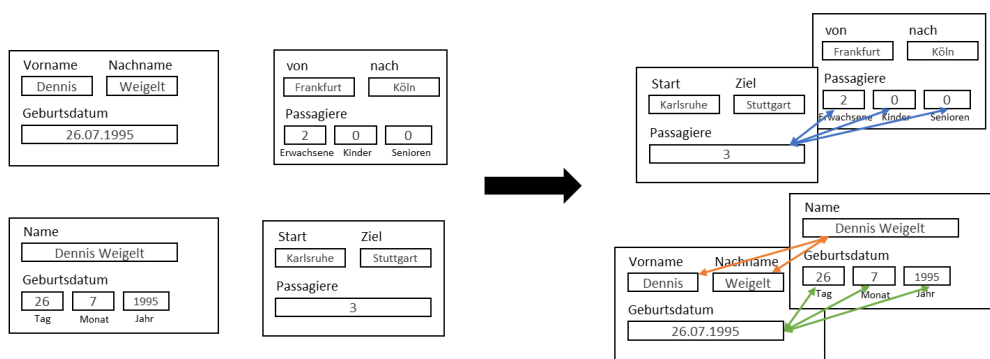 Vorname Nachname
Dennis Weigelt
Geburtsdatum
26.07.1995
von nach
Frankfurt Köln
Passagiere
2 0 0
Erwachsene Kinder Senioren
Name
Dennis Weigelt
Geburtsdatum
26 7 1995
Tag Monat Jahr
Start Ziel
Karlsruhe Stuttgart
Passagiere
3
von nach
Frankfurt Köln
Passagiere
2 0 0
Erwachsene Kinder Senioren
Start Ziel
Karlsruhe Stuttgart
Passagiere
3
Name
Dennis Weigelt
Geburtsdatum
26 7 1995
Tag Monat Jahr
Vorname Nachname
Dennis Weigelt
Geburtsdatum
26.07.1995